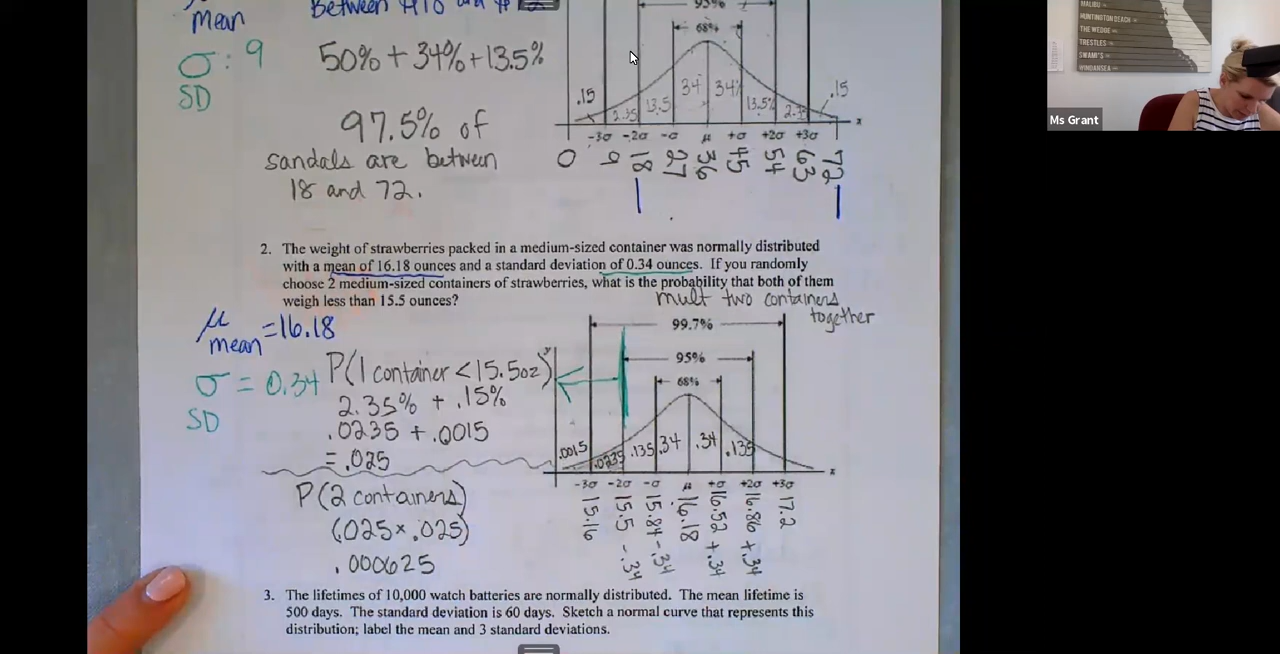 mean
Between $18 and
σ: 9
SD
50% + 34% + 13.5%
97.5% of
sandals are between
18 and 72.
95%
68%
.15 2.35 13.5 34 34% 13.5% 2.35 .15
-3σ -2σ -σ μ +σ +2σ +3σ x
0 9 18 27 36 45 54 63 72
2. The weight of strawberries packed in a medium-sized container was normally distributed
with a mean of 16.18 ounces and a standard deviation of 0.34 ounces. If you randomly
choose 2 medium-sized containers of strawberries, what is the probability that both of them
weigh less than 15.5 ounces?
mult two containers
together
μ =16.18
mean
σ = 0.34
SD
P(1 container < 15.5oz)
2.35% + .15%
.0235 + .0015
= .025
P(2 containers)
(.025 × .025)
.000625
y
99.7%
95%
68%
.0015 .0235 .135 .34 .34 .135
-3σ -2σ -σ μ +σ +2σ +3σ x
15.16 15.5 -.34 15.84 -.34 16.18 16.52 +.34 16.86 +.34 17.2
3. The lifetimes of 10,000 watch batteries are normally distributed. The mean lifetime is
500 days. The standard deviation is 60 days. Sketch a normal curve that represents this
distribution; label the mean and 3 standard deviations.
MALIBU
HUNTINGTON BEACH
THE WEDGE
TRESTLES
SWAMI'S
WINDANSEA
Ms Grant